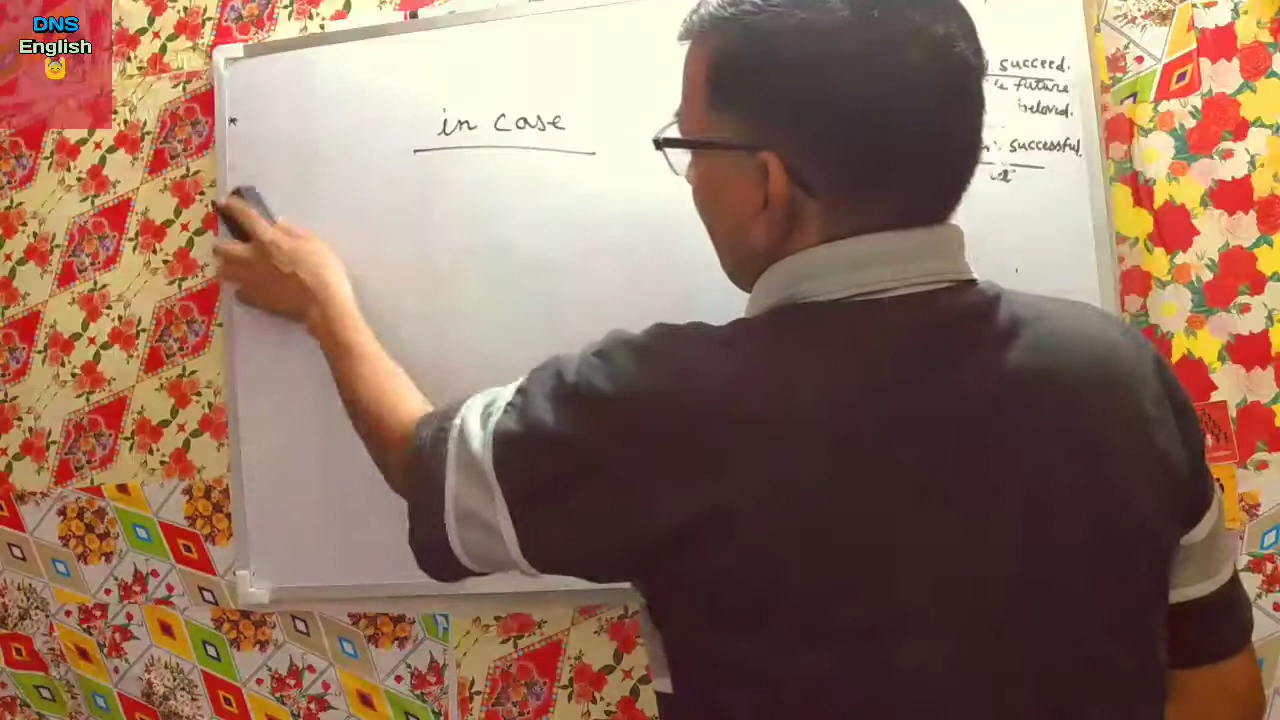 DNS
English
* in case
succeed.
future
beloved.
successful.